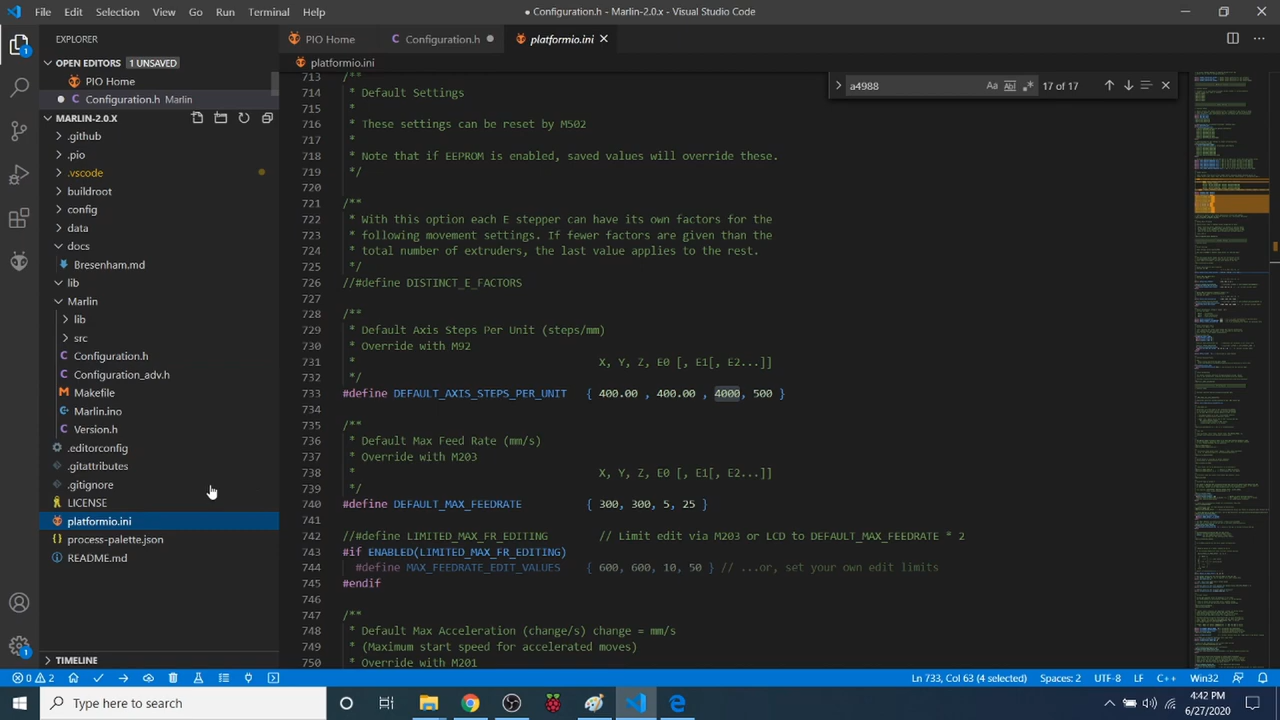 File Edit Selection View Go Run Terminal Help
Configuration.h - Marlin-2.0.x - Visual Studio Code
EXPLORER
PIO Home
Configuration.h
platformio.ini
OPEN EDITORS 1 UNSAVED
PIO Home
Configuration.h Marlin
MARLIN-2.0.X
.github
.pio
.vscode
buildroot
config
data
docs
Cheltenham.md
lib
Marlin
lib
src
Configuration.h
Configuration_adv.h
Makefile
Marlin.ino
Version.h
.editorconfig
.gitattributes
.gitignore
LICENSE
platformio.ini
process-palette.json
README.md
TIMELINE
platformio.ini
a4988
Aa
17 of 17
713 /**
714 * Default Settings
715 *
716 * These settings can be reset by M502
717 *
718 * Note that if EEPROM is enabled, saved values will override these.
719 */
720
721 /**
722 * With this option each E stepper can have its own factors for the
723 * following movement settings. If fewer factors are given than the
724 * total number of extruders, the last value applies to the rest.
725 */
726 //#define DISTINCT_E_FACTORS
727
728 /**
729 * Default Axis Steps Per Unit (steps/mm)
730 * Override with M92
731 * X, Y, Z, E0 [, E1[, E2...]]
732 */
733 #define DEFAULT_AXIS_STEPS_PER_UNIT
4000
734
735 /**
736 * Default Max Feed Rate (mm/s)
737 * Override with M203
738 * X, Y, Z, E0 [, E1[, E2...]]
739 */
740 #define DEFAULT_MAX_FEEDRATE { 300, 300, 5, 25 }
741
742 //#define LIMITED_MAX_FR_EDITING // Limit edit via M203 or LCD to DEFAULT_MAX_FEEDRATE * 2
743 #if ENABLED(LIMITED_MAX_FR_EDITING)
744 #define MAX_FEEDRATE_EDIT_VALUES { 600, 600, 10, 50 } // ...or, set your own edit limits
745 #endif
746
747 /**
748 * Default Max Acceleration (change/s) change = mm/s
749 * (Maximum start speed for accelerated moves)
750 * Override with M201
0 2
Ln 733, Col 63 (4 selected) Spaces: 2 UTF-8 LF C++ Win32
Type here to search
4:42 PM
6/27/2020